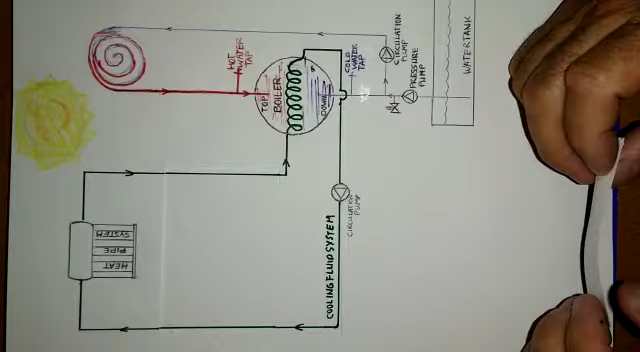 HOT
WATER
TAP
TOP
BOILER
DOWN
COLD
WATER
TAP
CIRCULATION
PUMP
PRESSURE
PUMP
WATER TANK
CIRCULATION
PUMP
COOLING FLUID SYSTEM
HEAT
PIPE
SYSTEM